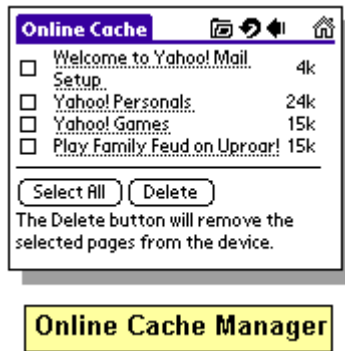 Online Cache
Welcome to Yahoo! Mail 4k
Setup
Yahoo! Personals 24k
Yahoo! Games 15k
Play Family Feud on Uproar! 15k
Select All Delete
The Delete button will remove the
selected pages from the device.
Online Cache Manager